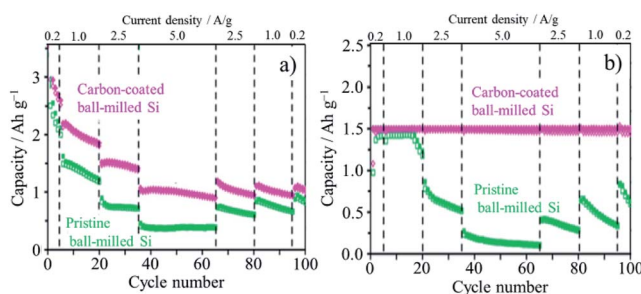 Current density / A/g
0.2 1.0 2.5 5.0 2.5 1.0 0.2
a)
Carbon-coated
ball-milled Si
Pristine
ball-milled Si
Capacity / Ah g⁻¹
3
2
1
0
0 20 40 60 80 100
Cycle number
Current density / A/g
0.2 1.0 2.5 5.0 2.5 1.0 0.2
b)
Carbon-coated
ball-milled Si
Pristine
ball-milled Si
Capacity / Ah g⁻¹
2.5
2.0
1.5
1.0
0.5
0.0
0 20 40 60 80 100
Cycle number